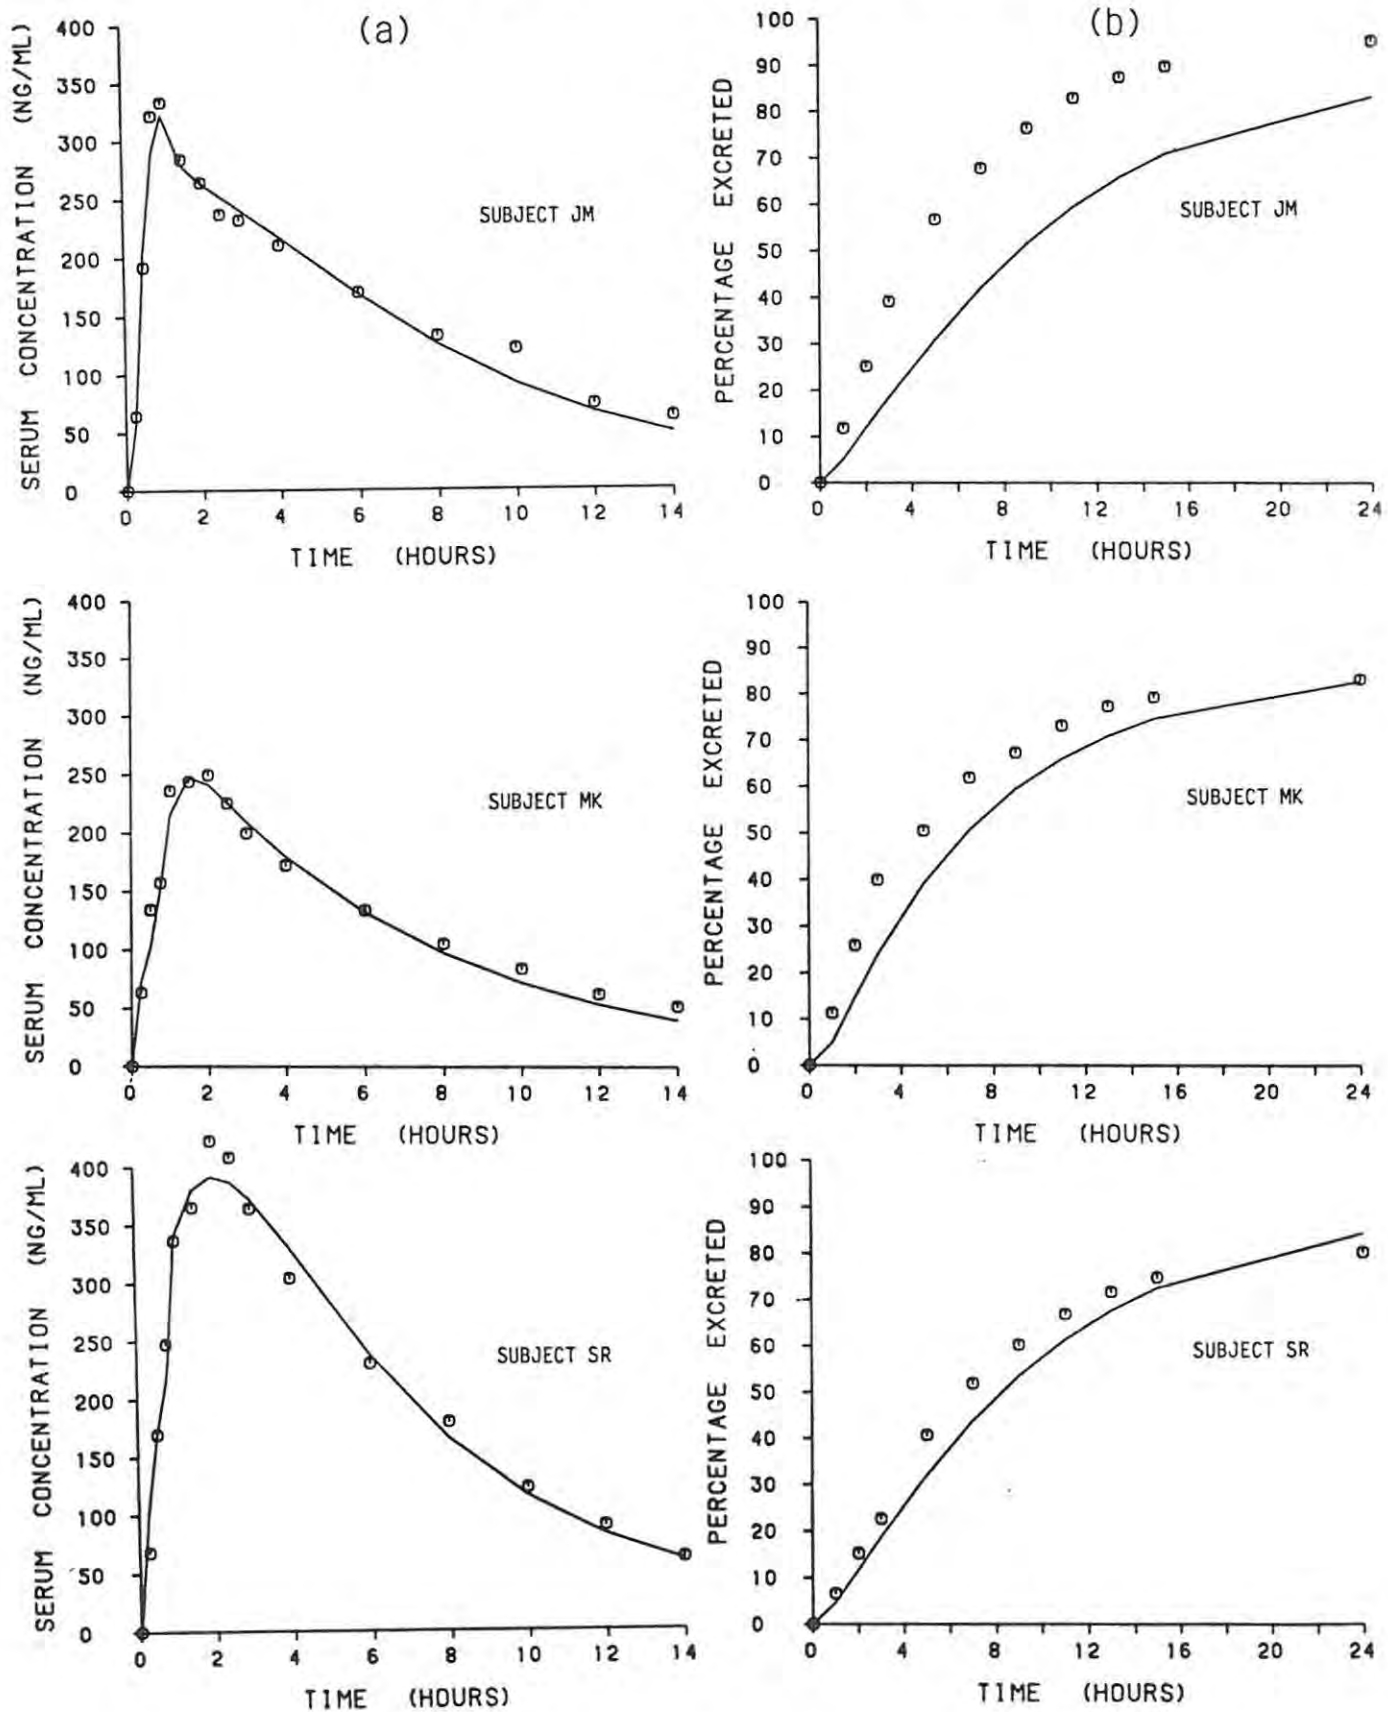 (a)
400
350
300
250
200
150
100
50
0
SERUM CONCENTRATION (NG/ML)
SUBJECT JM
0 2 4 6 8 10 12 14
TIME (HOURS)
(b)
100
90
80
70
60
50
40
30
20
10
0
PERCENTAGE EXCRETED
SUBJECT JM
0 4 8 12 16 20 24
TIME (HOURS)
400
350
300
250
200
150
100
50
0
SERUM CONCENTRATION (NG/ML)
SUBJECT MK
0 2 4 6 8 10 12 14
TIME (HOURS)
100
90
80
70
60
50
40
30
20
10
0
PERCENTAGE EXCRETED
SUBJECT MK
0 4 8 12 16 20 24
TIME (HOURS)
400
350
300
250
200
150
100
50
0
SERUM CONCENTRATION (NG/ML)
SUBJECT SR
0 2 4 6 8 10 12 14
TIME (HOURS)
100
90
80
70
60
50
40
30
20
10
0
PERCENTAGE EXCRETED
SUBJECT SR
0 4 8 12 16 20 24
TIME (HOURS)